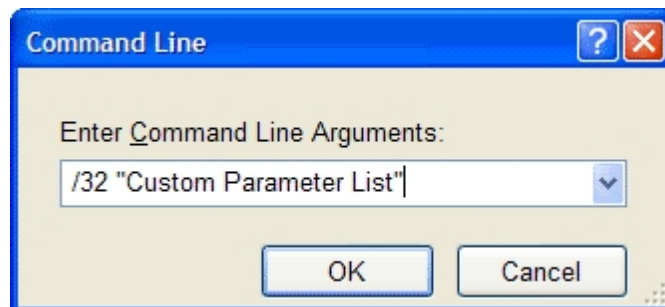 Command Line
?
Enter Command Line Arguments:
/32 "Custom Parameter List"
OK Cancel